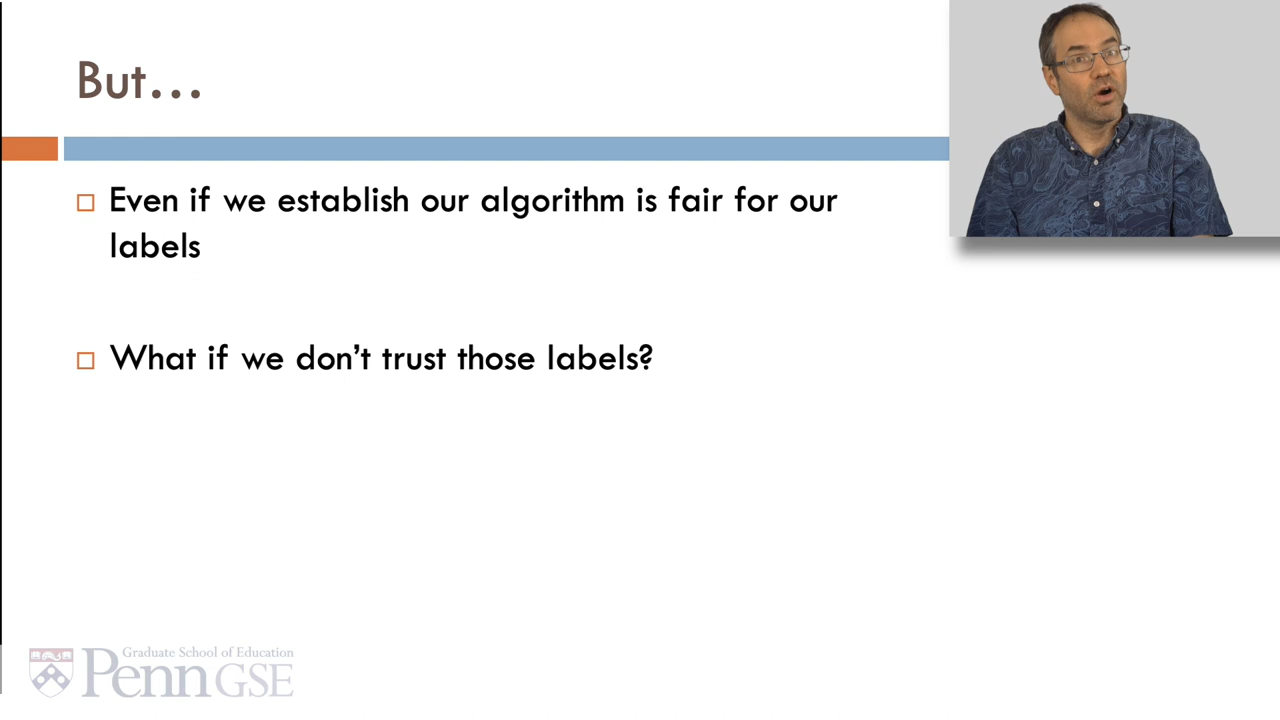 But...
Even if we establish our algorithm is fair for our
labels
What if we don't trust those labels?
Graduate School of Education
Penn GSE